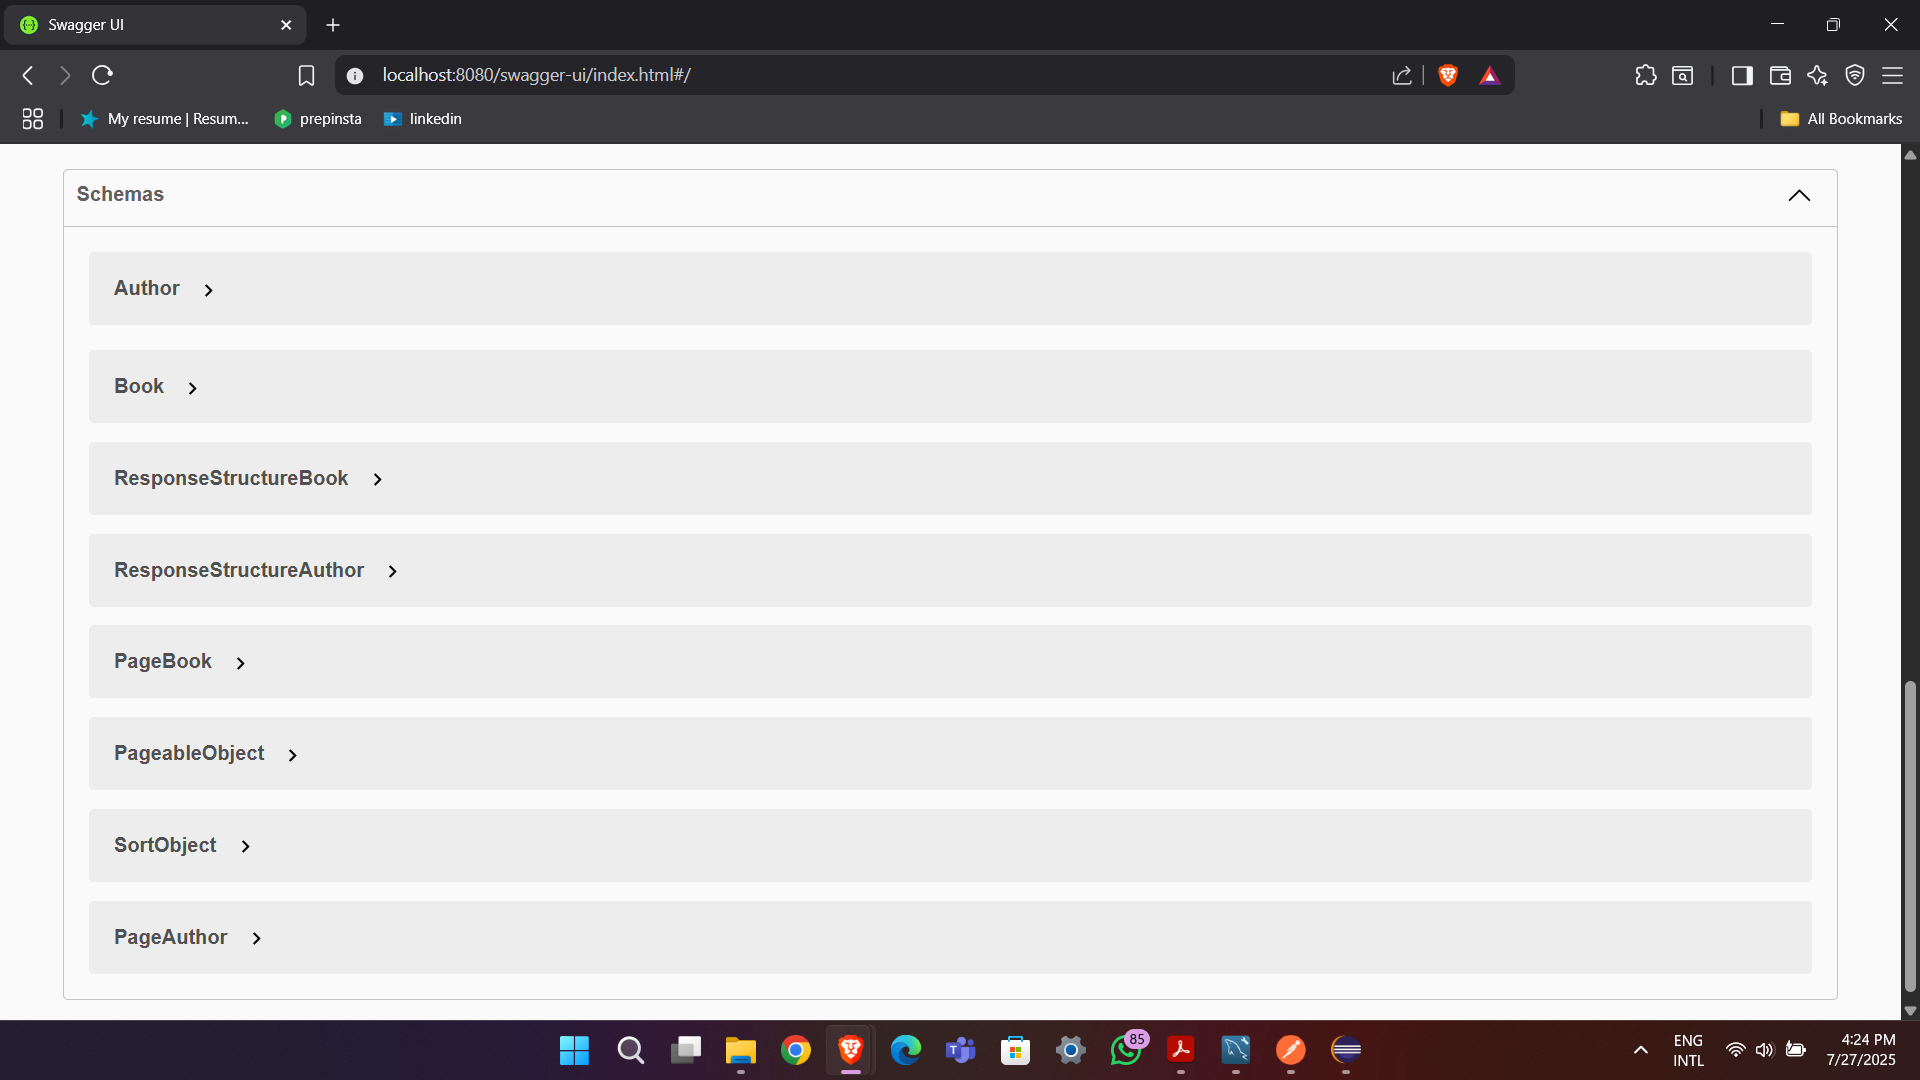 Swagger UI
localhost:8080/swagger-ui/index.html#/
My resume | Resum... prepinsta linkedin All Bookmarks
Schemas
Author
Book
ResponseStructureBook
ResponseStructureAuthor
PageBook
PageableObject
SortObject
PageAuthor
85
ENG 4:24 PM
INTL 7/27/2025